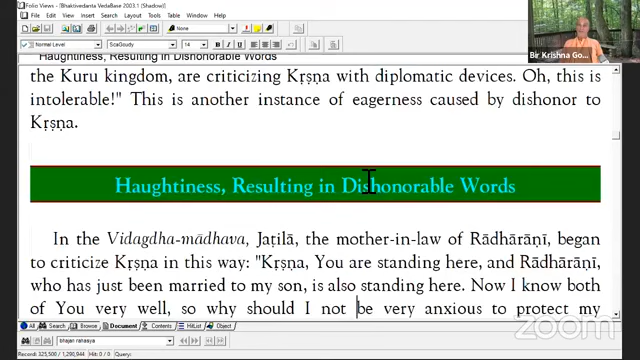 Folio Views - [Bhaktivedanta VedaBase 2003.1 (Shadow)]
File Edit View Search Insert Layout Tools Window Help
<None>
Normal Level ScaGoudy 14
Haughtiness, Resulting in Dishonorable Words
the Kuru kingdom, are criticizing Kṛṣṇa with diplomatic devices. Oh, this is
intolerable!" This is another instance of eagerness caused by dishonor to
Kṛṣṇa.
Haughtiness, Resulting in Dishonorable Words
In the Vidagdha-mādhava, Jaṭilā, the mother-in-law of Rādhārāṇī, began
to criticize Kṛṣṇa in this way: "Kṛṣṇa, You are standing here, and Rādhārāṇī,
who has just been married to my son, is also standing here. Now I know both
of You very well, so why should I not be very anxious to protect my
All Browse Search Document Contents HitList Object
bhajan rahasya
Record: 325,500 / 1,290,944 Hit: 0 / 0
Bir Krishna Go...
zoom